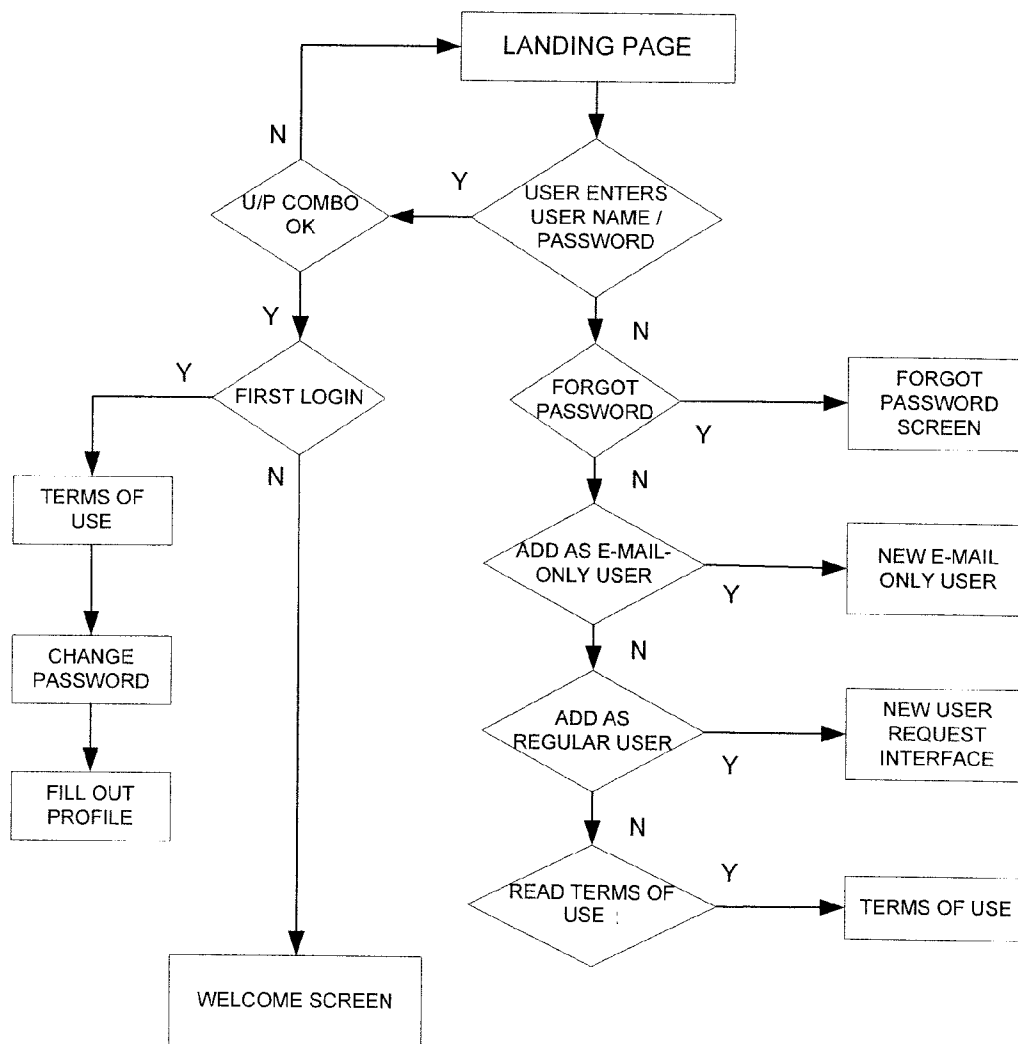 LANDING PAGE
N
U/P COMBO
OK
Y
USER ENTERS
USER NAME /
PASSWORD
Y
N
Y
FIRST LOGIN
N
FORGOT
PASSWORD
Y
FORGOT
PASSWORD
SCREEN
N
TERMS OF
USE
ADD AS E-MAIL-
ONLY USER
Y
NEW E-MAIL
ONLY USER
N
CHANGE
PASSWORD
ADD AS
REGULAR USER
Y
NEW USER
REQUEST
INTERFACE
FILL OUT
PROFILE
N
READ TERMS OF
USE
Y
TERMS OF USE
WELCOME SCREEN